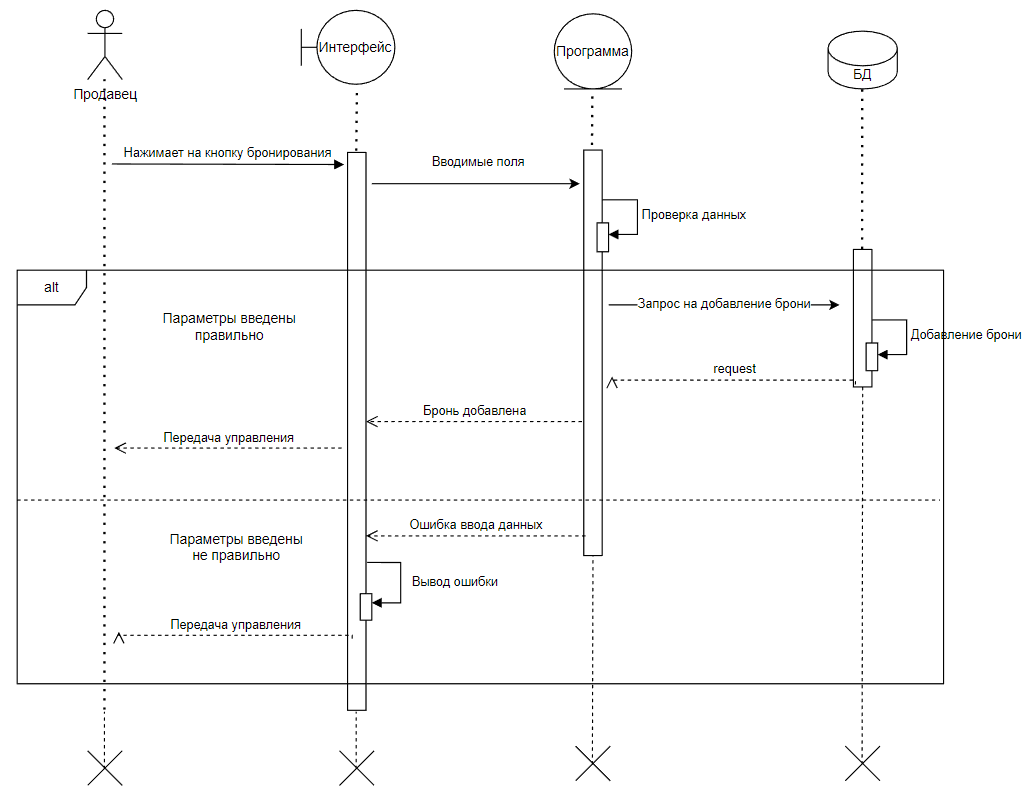 Продавец
Интерфейс
Программа
БД
Нажимает на кнопку бронирования
Вводимые поля
Проверка данных
alt
Параметры введены
правильно
Запрос на добавление брони
Добавление брони
request
Бронь добавлена
Передача управления
Параметры введены
не правильно
Ошибка ввода данных
Вывод ошибки
Передача управления